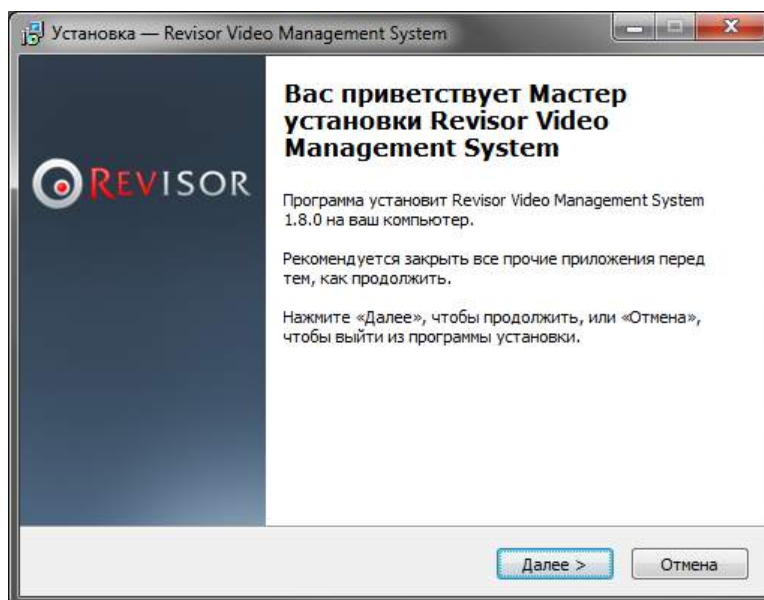 Установка — Revisor Video Management System
Вас приветствует Мастер
установки Revisor Video
Management System
REVISOR
Программа установит Revisor Video Management System
1.8.0 на ваш компьютер.
Рекомендуется закрыть все прочие приложения перед
тем, как продолжить.
Нажмите «Далее», чтобы продолжить, или «Отмена»,
чтобы выйти из программы установки.
Далее >
Отмена